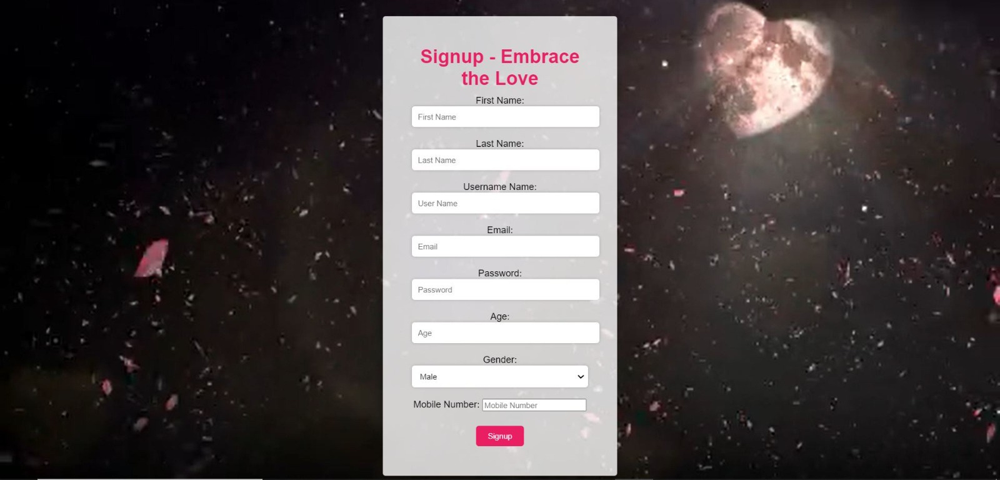 Signup - Embrace
the Love
First Name:
First Name
Last Name:
Last Name
Username Name:
User Name
Email:
Email
Password:
Password
Age:
Age
Gender:
Male
Mobile Number: Mobile Number
Signup